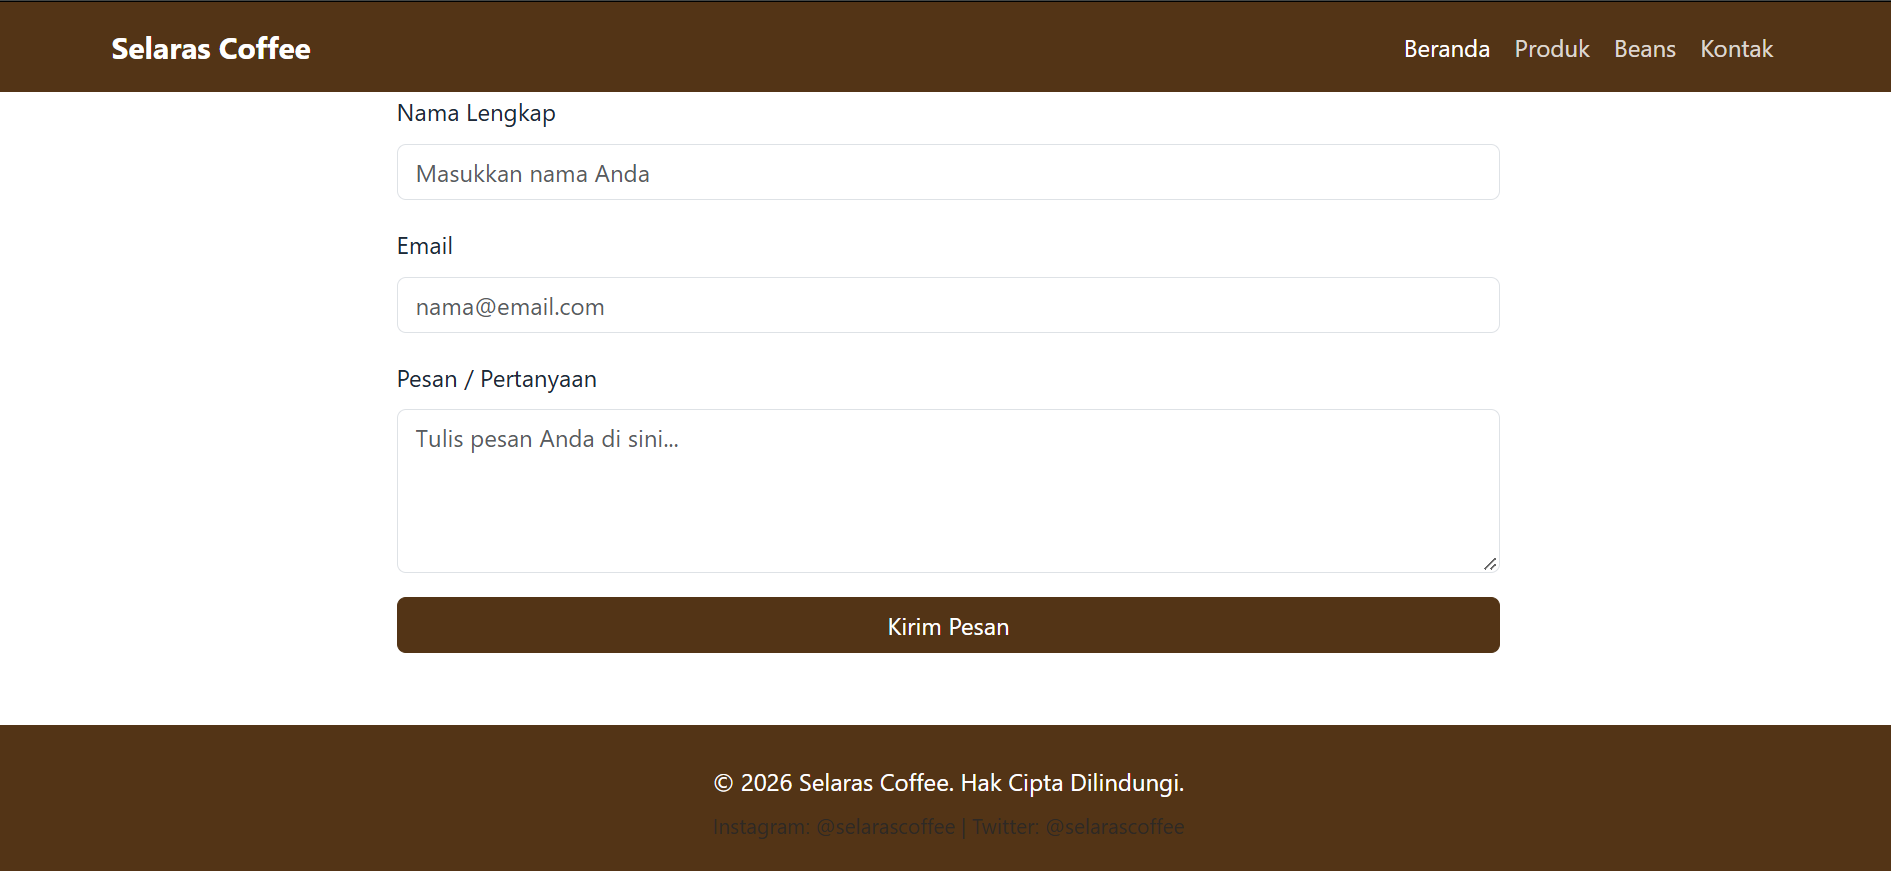 Selaras Coffee Beranda Produk Beans Kontak
Nama Lengkap
Masukkan nama Anda
Email
nama@email.com
Pesan / Pertanyaan
Tulis pesan Anda di sini...
Kirim Pesan
© 2026 Selaras Coffee. Hak Cipta Dilindungi.
Instagram: @selarascoffee | Twitter: @selarascoffee